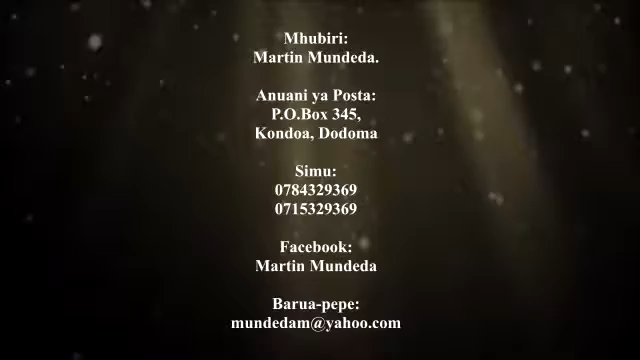 Mhubiri:
Martin Mundeda.
Anuani ya Posta:
P.O.Box 345,
Kondoa, Dodoma
Simu:
0784329369
0715329369
Facebook:
Martin Mundeda
Barua-pepe:
mundedam@yahoo.com